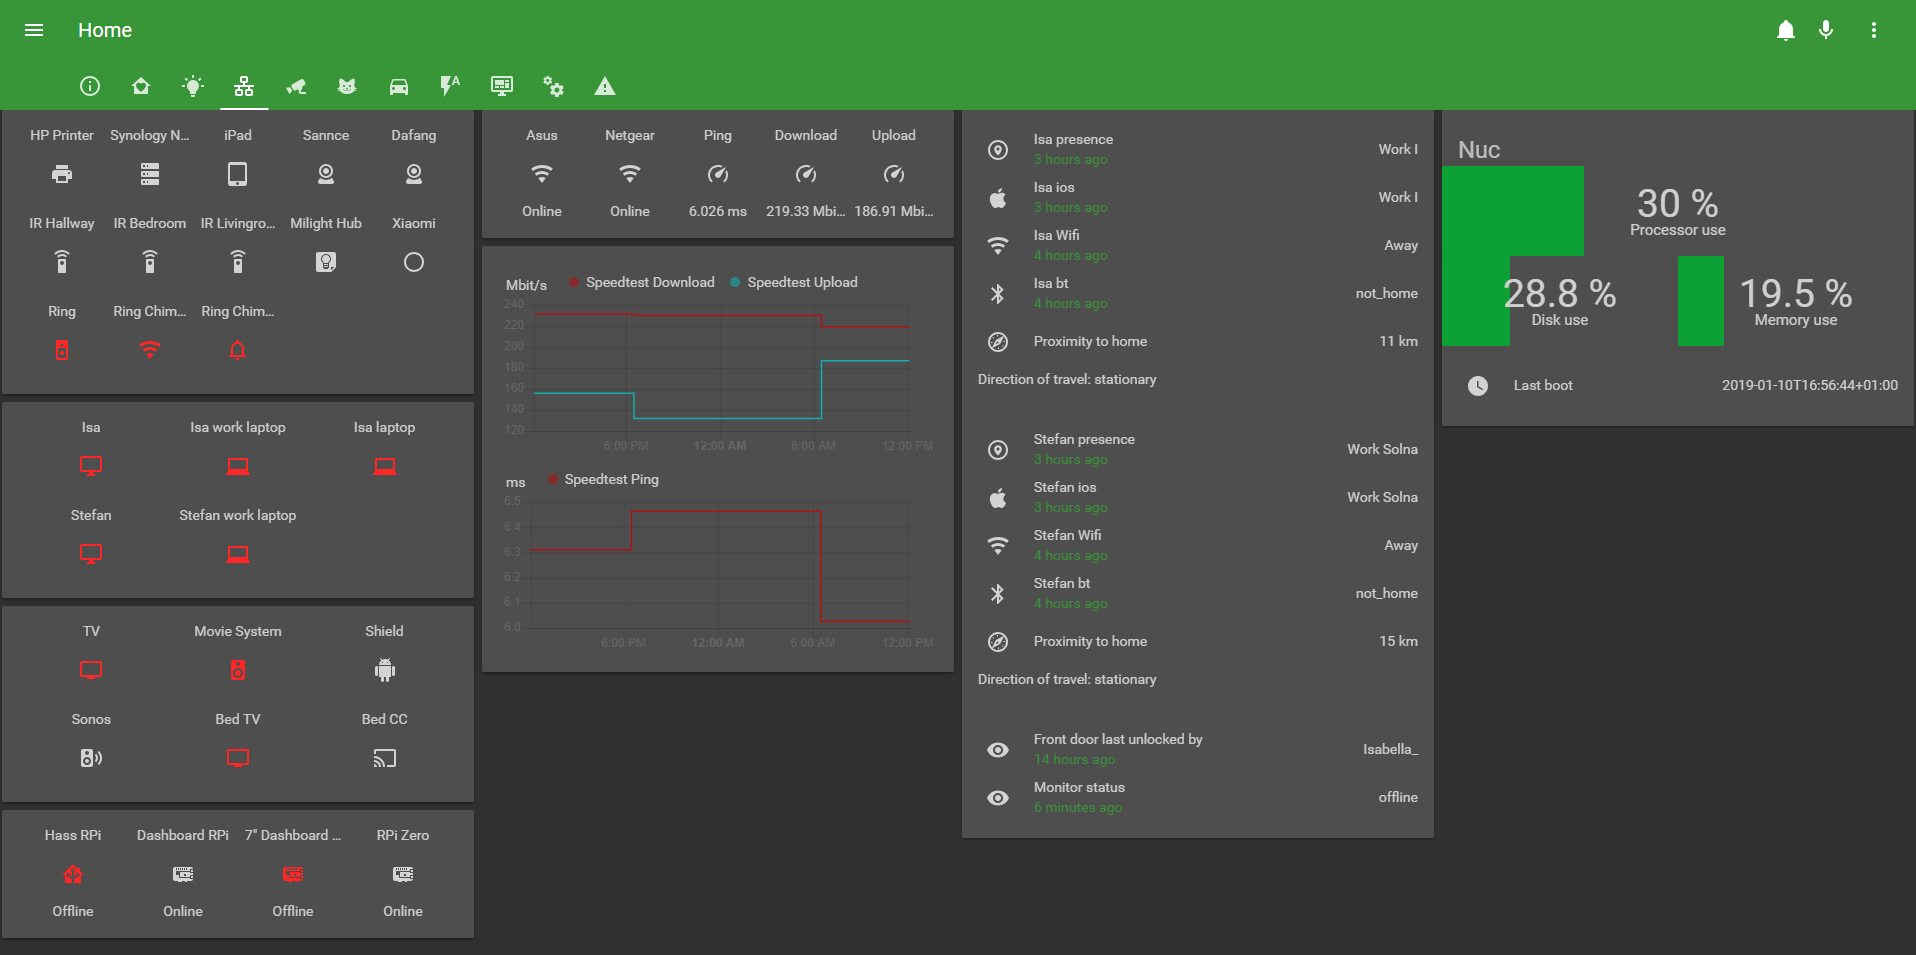 Home
HP Printer Synology N... iPad Sannce Dafang
IR Hallway IR Bedroom IR Livingro... Milight Hub Xiaomi
Ring Ring Chim... Ring Chim...
Isa Isa work laptop Isa laptop
Stefan Stefan work laptop
TV Movie System Shield
Sonos Bed TV Bed CC
Hass RPi Dashboard RPi 7" Dashboard ... RPi Zero
Offline Online Offline Online
Asus Netgear Ping Download Upload
Online Online 6.026 ms 219.33 Mbi... 186.91 Mbi...
Mbit/s Speedtest Download Speedtest Upload
240
220
200
180
160
140
120
6:00 PM 12:00 AM 6:00 AM 12:00 PM
ms Speedtest Ping
6.5
6.4
6.3
6.2
6.1
6.0
6:00 PM 12:00 AM 6:00 AM 12:00 PM
Isa presence Work I
3 hours ago
Isa ios Work I
3 hours ago
Isa Wifi Away
4 hours ago
Isa bt not_home
4 hours ago
Proximity to home 11 km
Direction of travel: stationary
Stefan presence Work Solna
3 hours ago
Stefan ios Work Solna
3 hours ago
Stefan Wifi Away
4 hours ago
Stefan bt not_home
4 hours ago
Proximity to home 15 km
Direction of travel: stationary
Front door last unlocked by Isabella_
14 hours ago
Monitor status offline
6 minutes ago
Nuc
30 %
Processor use
28.8 % 19.5 %
Disk use Memory use
Last boot 2019-01-10T16:56:44+01:00